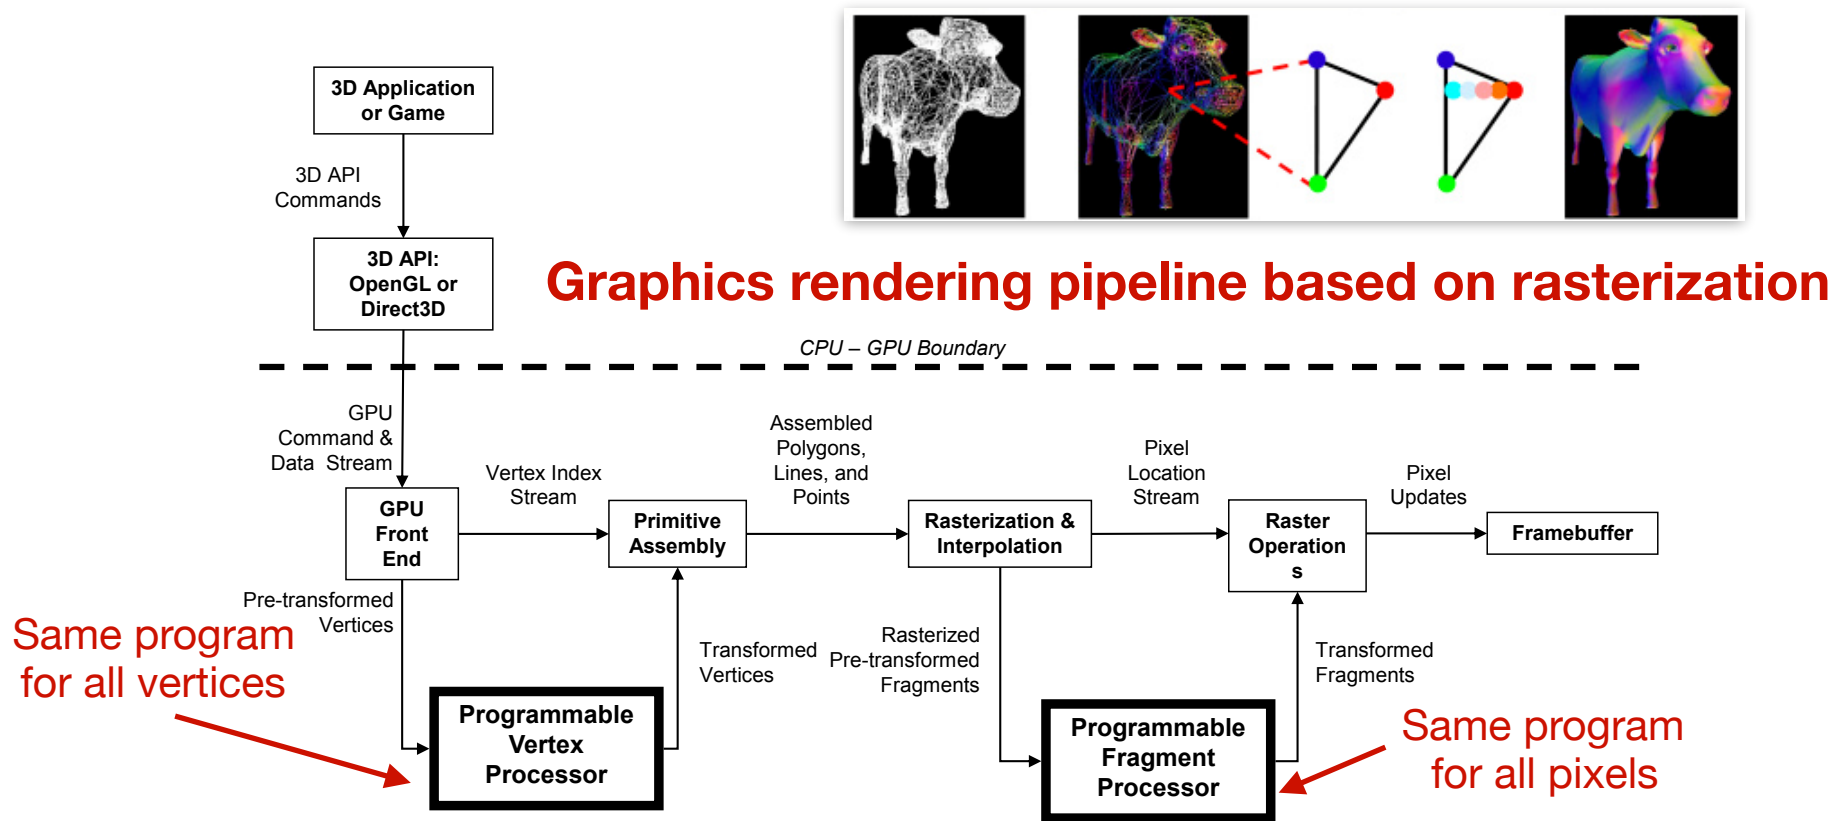 3D Application
or Game
3D API
Commands
3D API:
OpenGL or
Direct3D
Graphics rendering pipeline based on rasterization
CPU – GPU Boundary
GPU
Command &
Data Stream
Vertex Index
Stream
Assembled
Polygons,
Lines, and
Points
Pixel
Location
Stream
Pixel
Updates
GPU
Front
End
Primitive
Assembly
Rasterization &
Interpolation
Raster
Operation
s
Framebuffer
Pre-transformed
Vertices
Same program
for all vertices
Transformed
Vertices
Rasterized
Pre-transformed
Fragments
Transformed
Fragments
Programmable
Vertex
Processor
Programmable
Fragment
Processor
Same program
for all pixels